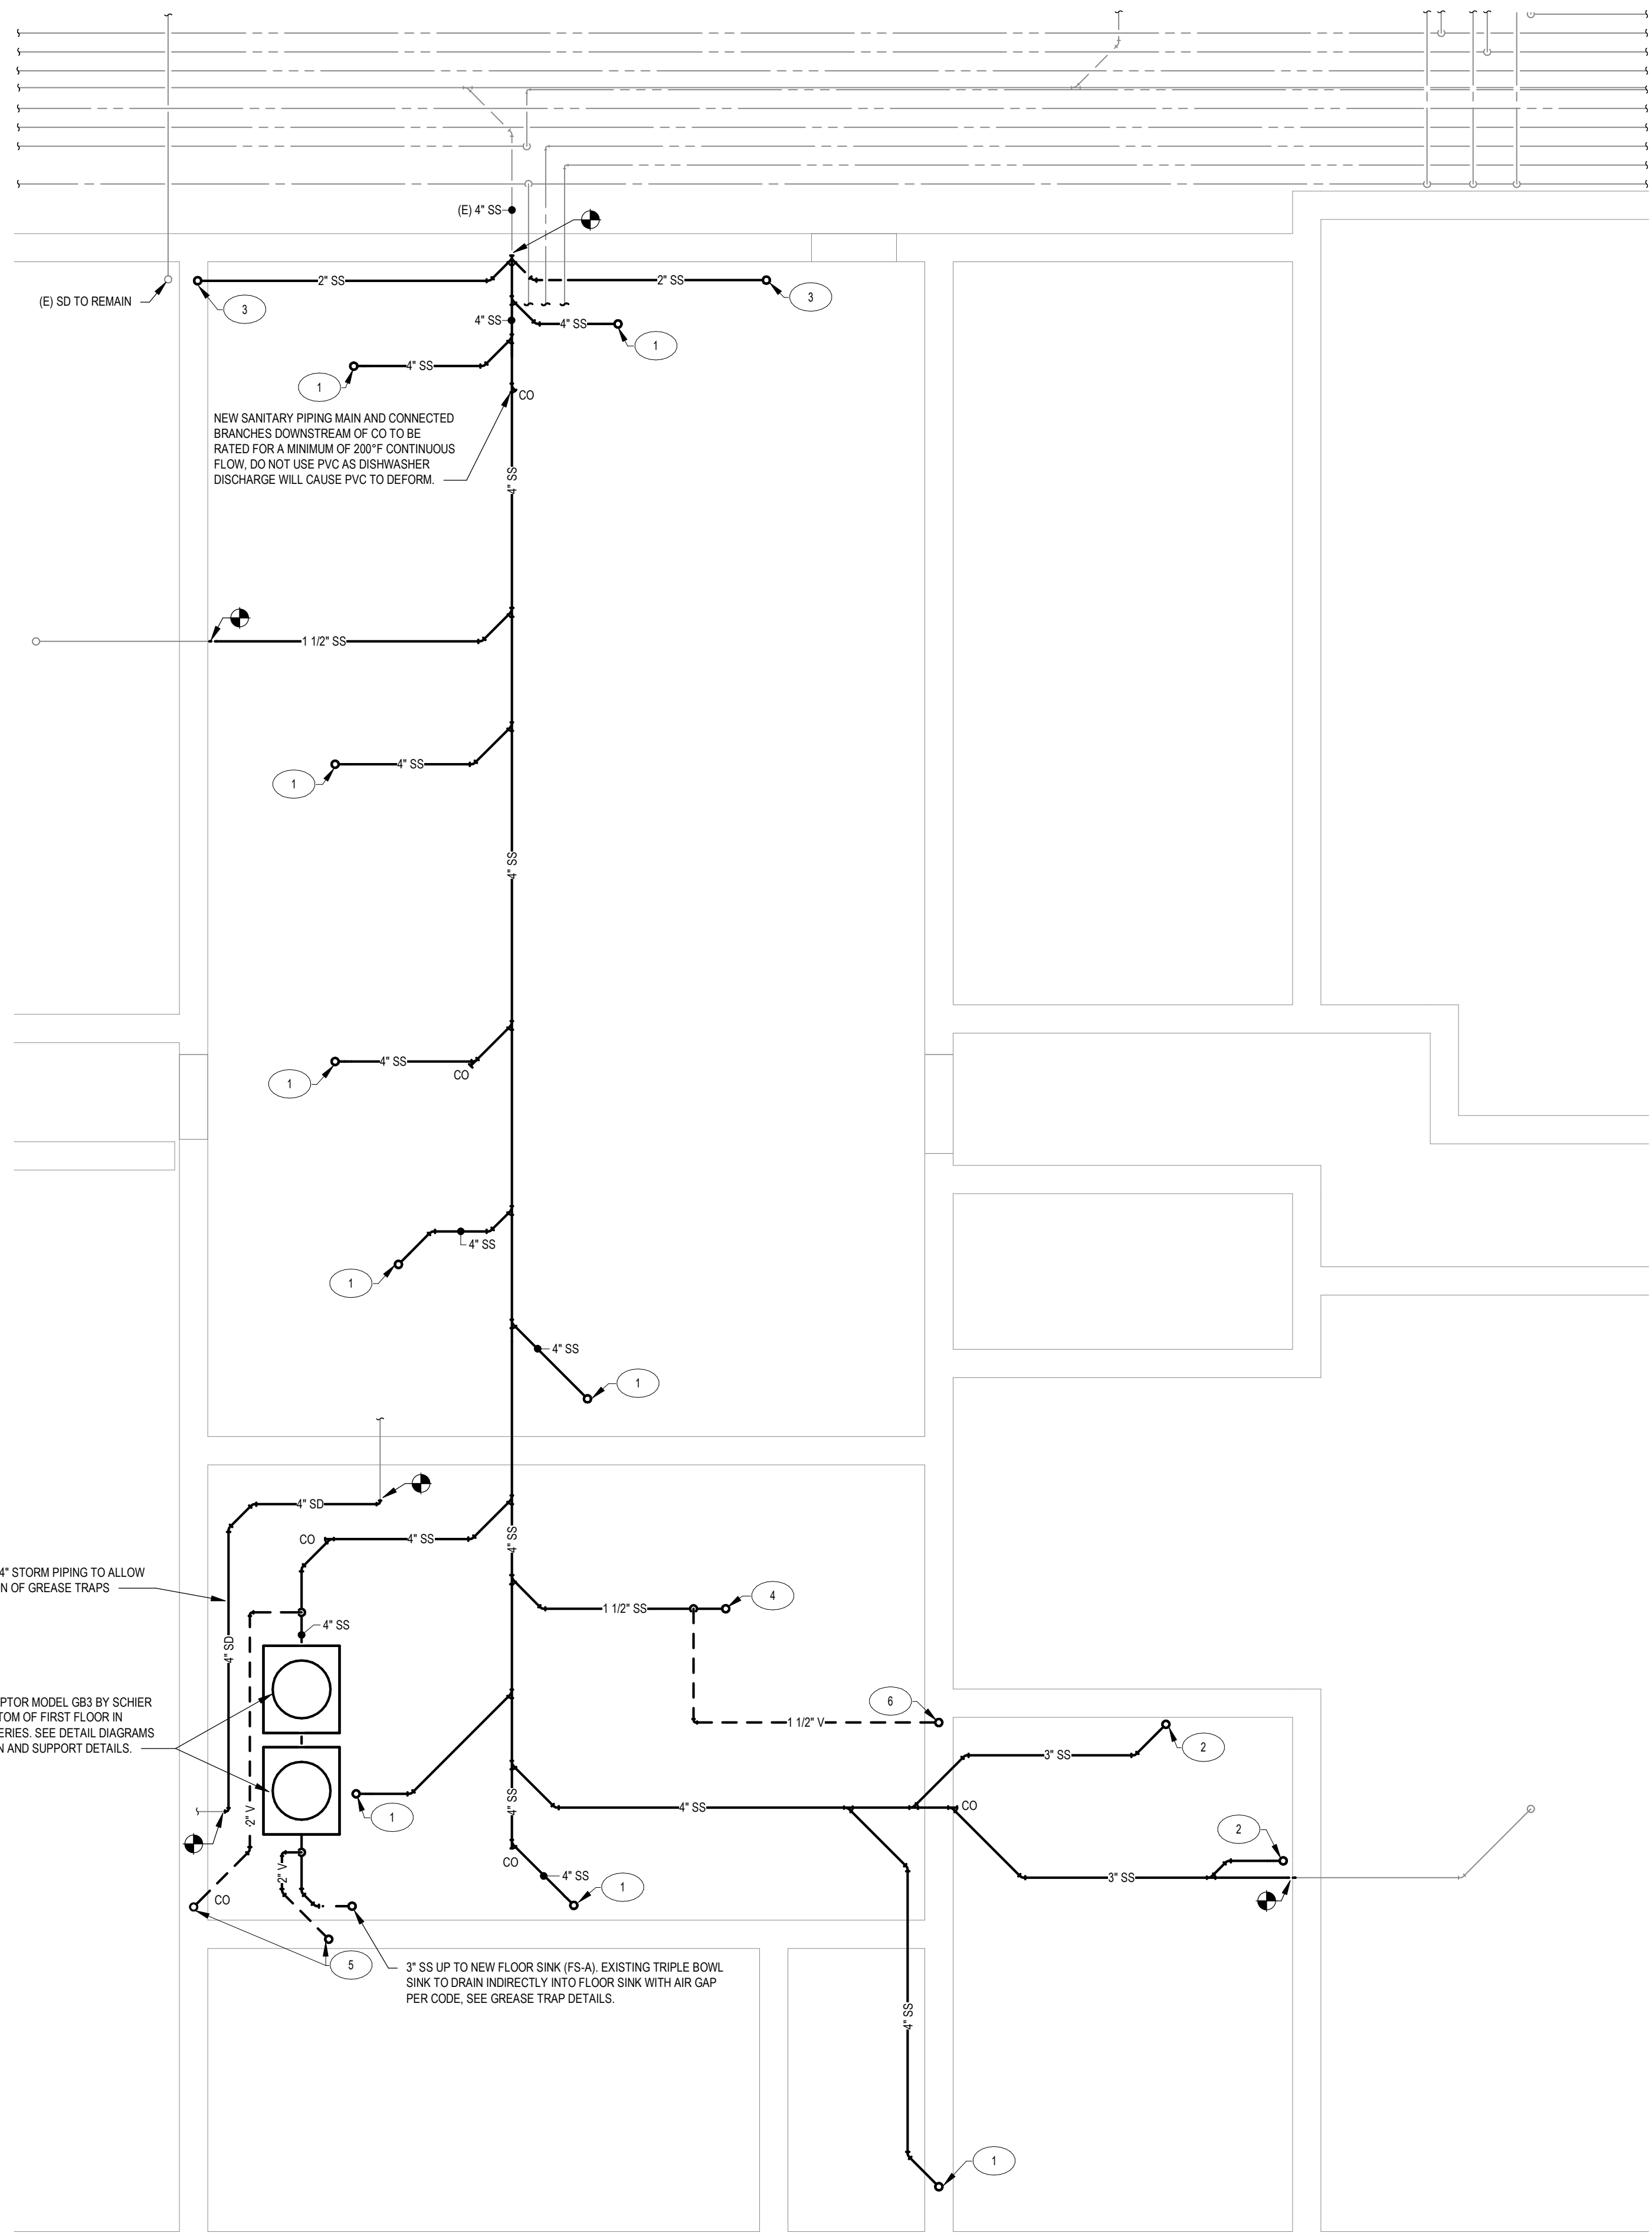 (E) 4" SS
2" SS
2" SS
(E) SD TO REMAIN
3
3
4" SS
4" SS
1
4" SS
1
CO
NEW SANITARY PIPING MAIN AND CONNECTED
BRANCHES DOWNSTREAM OF CO TO BE
RATED FOR A MINIMUM OF 200°F CONTINUOUS
FLOW, DO NOT USE PVC AS DISHWASHER
DISCHARGE WILL CAUSE PVC TO DEFORM.
4" SS
1 1/2" SS
4" SS
1
4" SS
4" SS
1
CO
4" SS
1
4" SS
1
4" SD
CO
4" SS
4" SS
4" STORM PIPING TO ALLOW
N OF GREASE TRAPS
1 1/2" SS
4
4" SS
4" SD
PTOR MODEL GB3 BY SCHIER
TOM OF FIRST FLOOR IN
ERIES. SEE DETAIL DIAGRAMS
N AND SUPPORT DETAILS.
6
1 1/2" V
3" SS
2
2" V
1
4" SS
4" SS
CO
2
CO
2" V
4" SS
3" SS
1
CO
5
3" SS UP TO NEW FLOOR SINK (FS-A). EXISTING TRIPLE BOWL
SINK TO DRAIN INDIRECTLY INTO FLOOR SINK WITH AIR GAP
PER CODE, SEE GREASE TRAP DETAILS.
4" SS
1